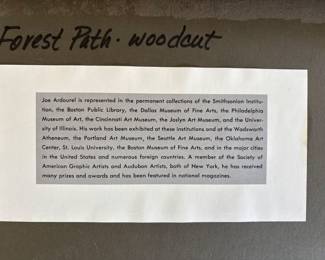 Forest Path · woodcut
Joe Ardourel is represented in the permanent collections of the Smithsonian Institu-
tion, the Boston Public Library, the Dallas Museum of Fine Arts, the Philadelphia
Museum of Art, the Cincinnati Art Museum, the Joslyn Art Museum, and the Univer-
sity of Illinois. His work has been exhibited at these institutions and at the Wadsworth
Atheneum, the Portland Art Museum, the Seattle Art Museum, the Oklahoma Art
Center, St. Louis University, the Boston Museum of Fine Arts, and in the major cities
in the United States and numerous foreign countries. A member of the Society of
American Graphic Artists and Audubon Artists, both of New York, he has received
many prizes and awards and has been featured in national magazines.